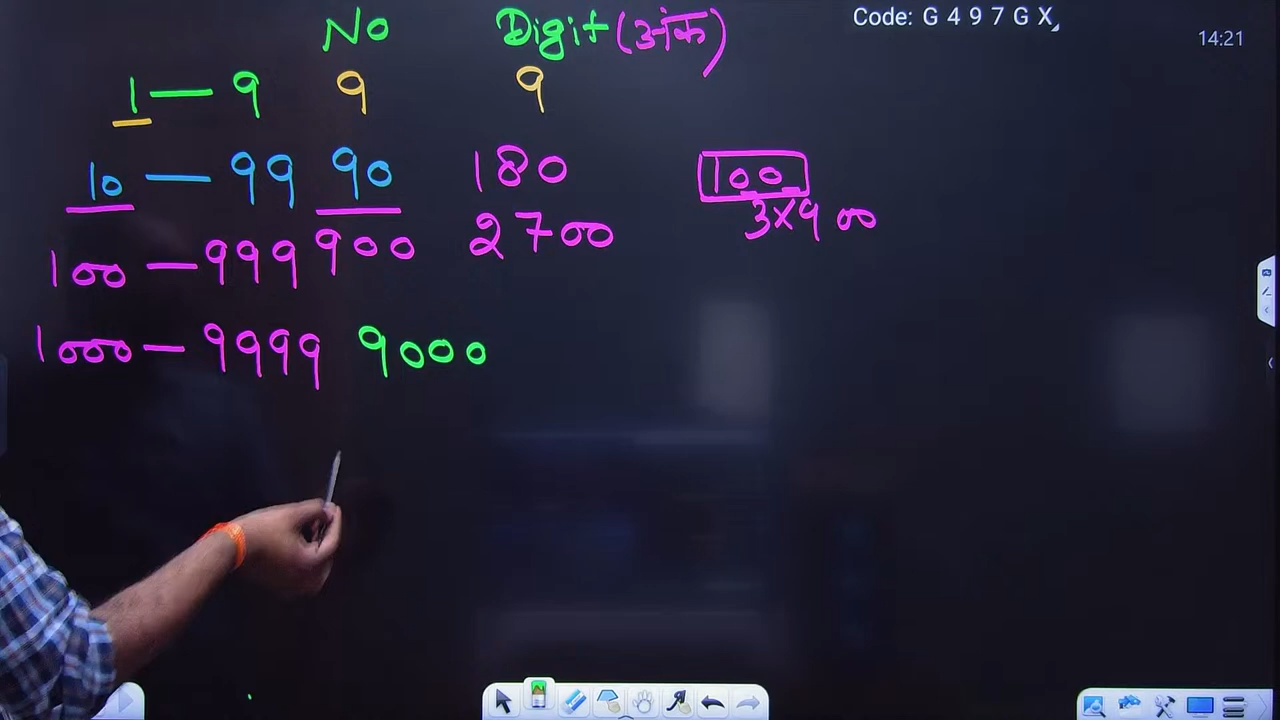 No Digit (अंक)
Code: G 4 9 7 G X
14:21
1 — 9 9 9
10 — 99 90 180
100
3×900
100 — 999 900 2700
1000 — 9999 9000